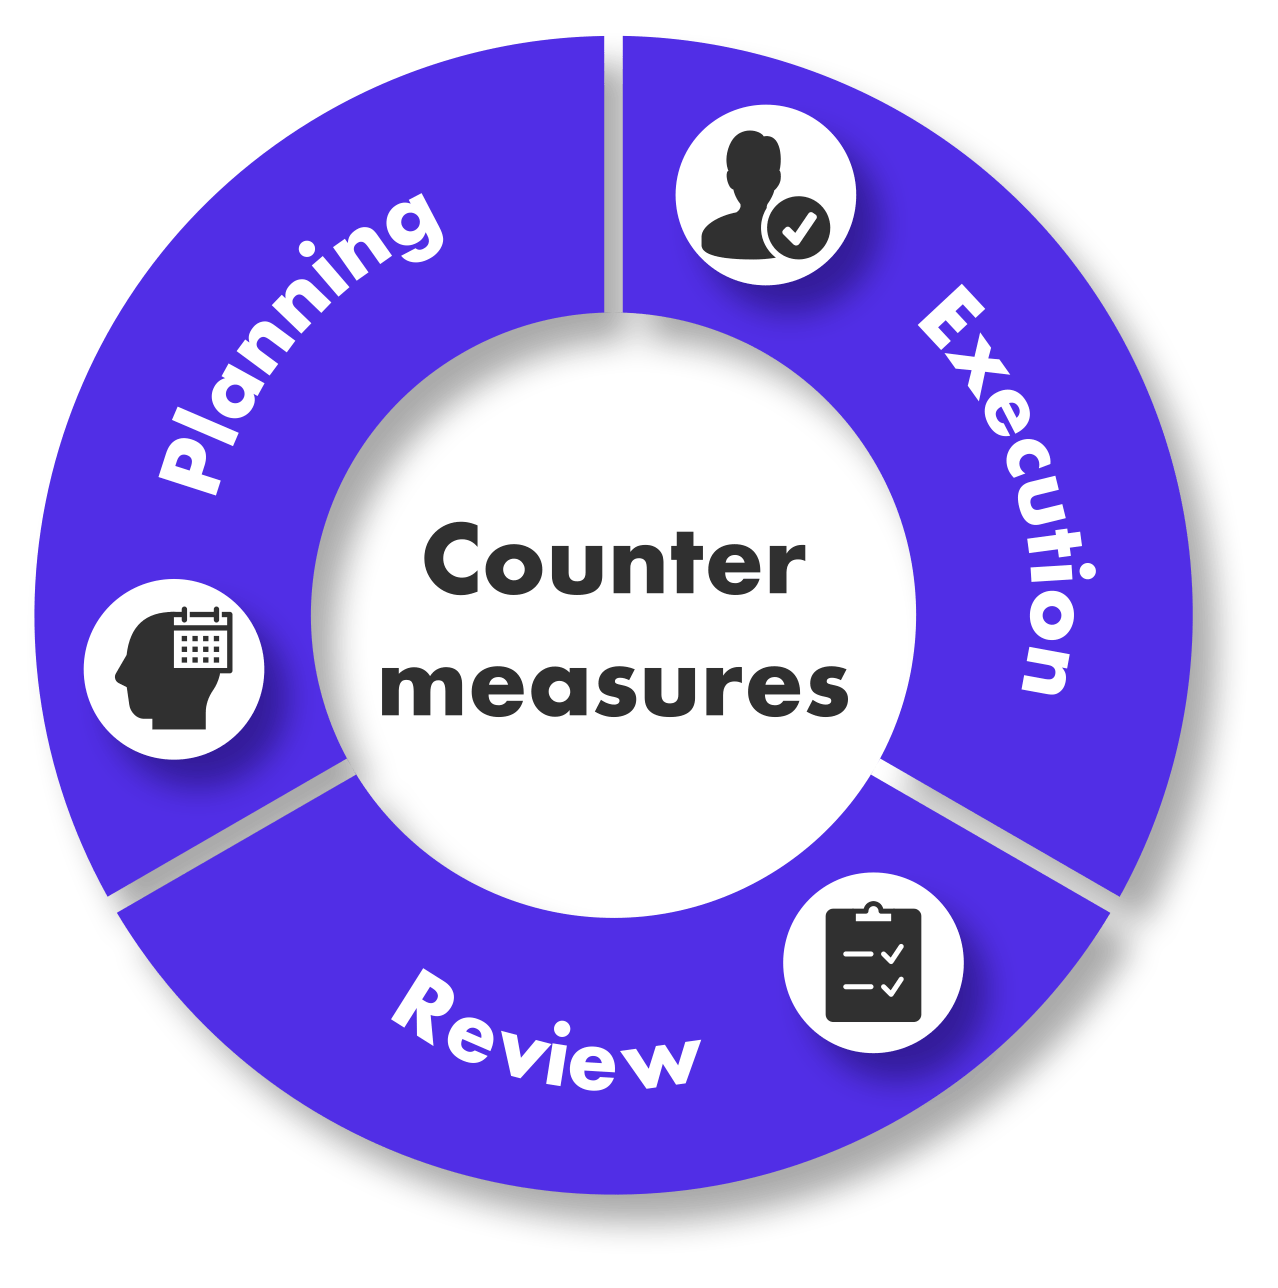 Planning
Execution
Counter
measures
Review